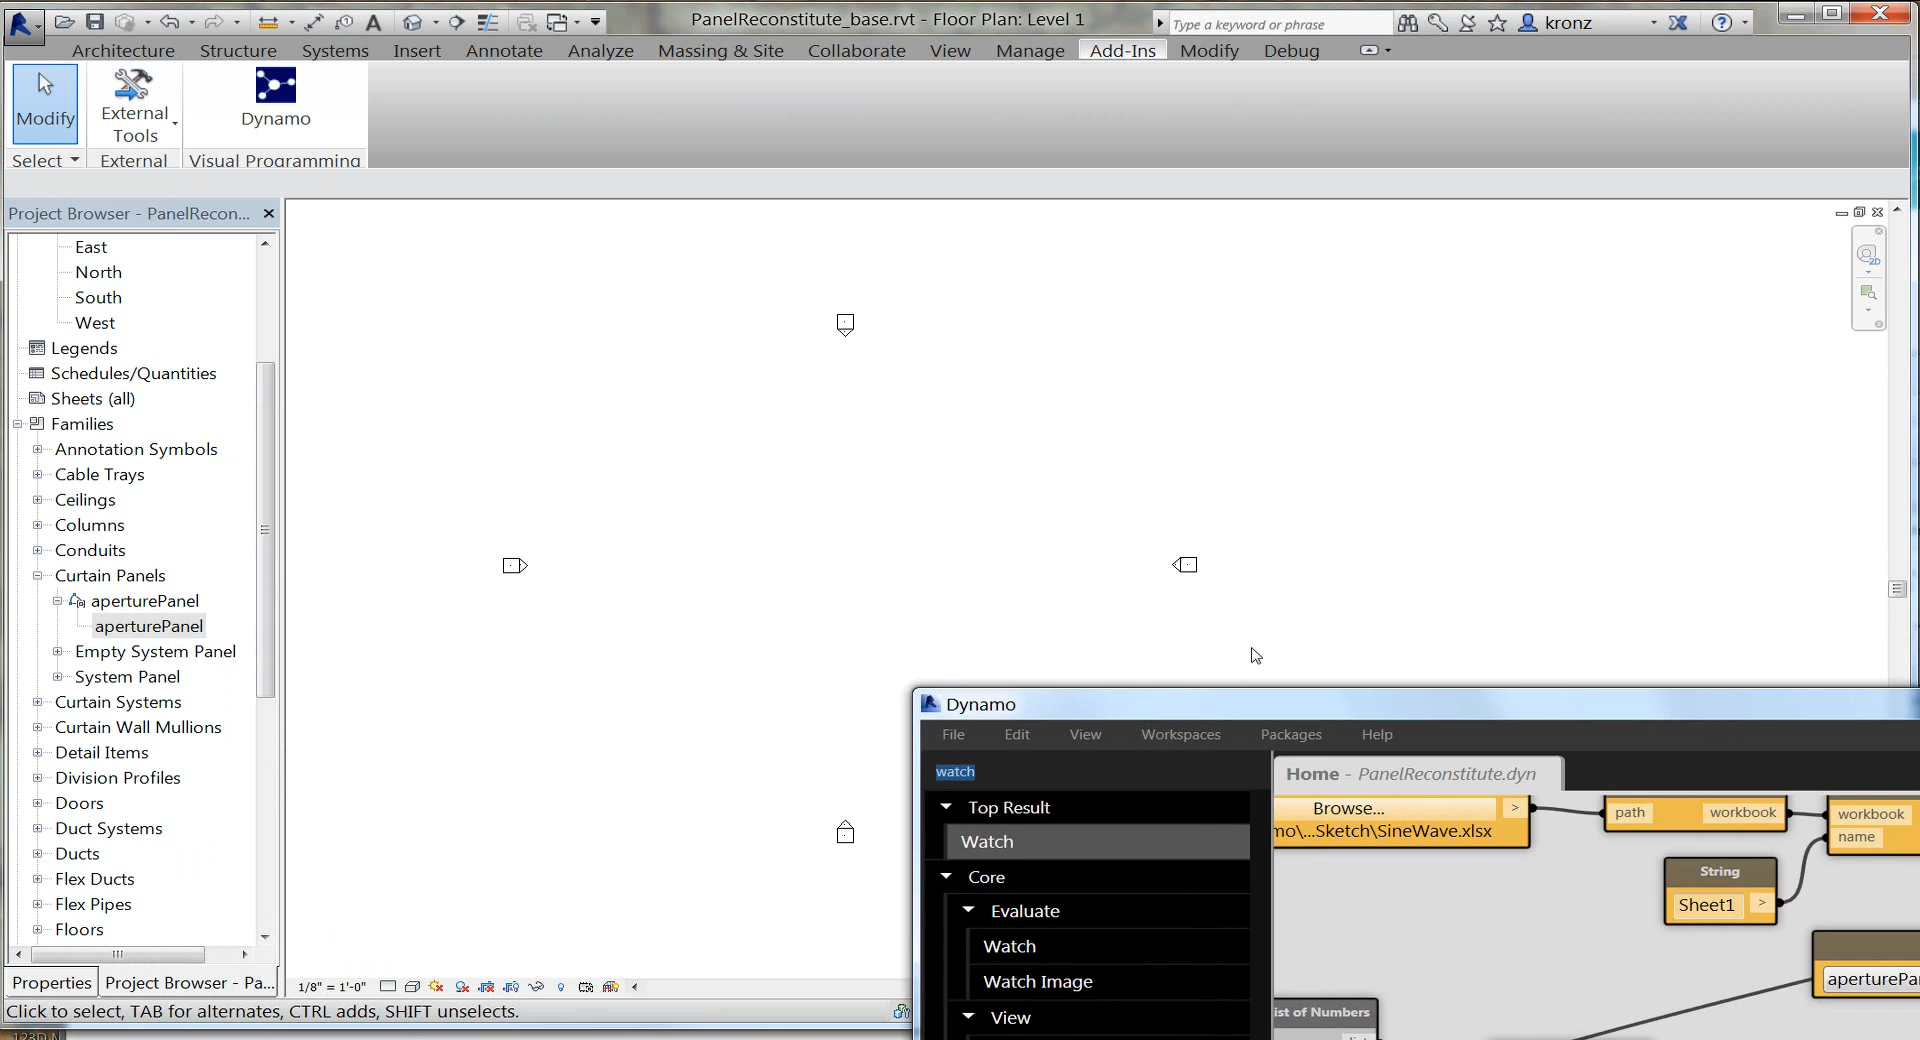 PanelReconstitute_base.rvt - Floor Plan: Level 1
Type a keyword or phrase
kronz
Architecture Structure Systems Insert Annotate Analyze Massing & Site Collaborate View Manage Add-Ins Modify Debug
Modify
External
Tools
Dynamo
Select External Visual Programming
Project Browser - PanelRecon...
East
North
South
West
Legends
Schedules/Quantities
Sheets (all)
Families
Annotation Symbols
Cable Trays
Ceilings
Columns
Conduits
Curtain Panels
aperturePanel
aperturePanel
Empty System Panel
System Panel
Curtain Systems
Curtain Wall Mullions
Detail Items
Division Profiles
Doors
Duct Systems
Ducts
Flex Ducts
Flex Pipes
Floors
Properties Project Browser - Pa...
1/8" = 1'-0"
Click to select, TAB for alternates, CTRL adds, SHIFT unselects.
2D
Dynamo
File Edit View Workspaces Packages Help
watch
Top Result
Watch
Core
Evaluate
Watch
Watch Image
View
Home - PanelReconstitute.dyn
Browse... >
mo\...Sketch\SineWave.xlsx
path workbook
workbook
name
String
Sheet1 >
aperturePa
ist of Numbers